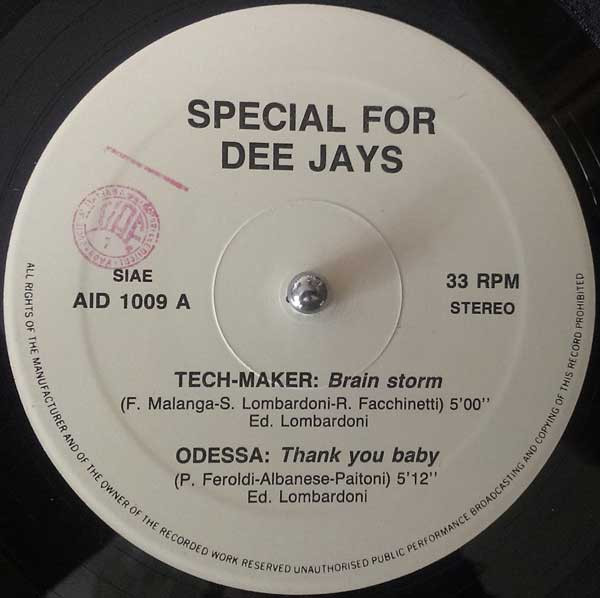 SPECIAL FOR
DEE JAYS
SIAE
AID 1009 A
33 RPM
STEREO
TECH-MAKER: Brain storm
(F. Malanga-S. Lombardoni-R. Facchinetti) 5'00''
Ed. Lombardoni
ODESSA: Thank you baby
(P. Feroldi-Albanese-Paitoni) 5'12''
Ed. Lombardoni
ALL RIGHTS OF THE MANUFACTURER AND OF THE OWNER OF THE RECORDED WORK RESERVED UNAUTHORISED PUBLIC PERFORMANCE BROADCASTING AND COPYING OF THIS RECORD PROHIBITED